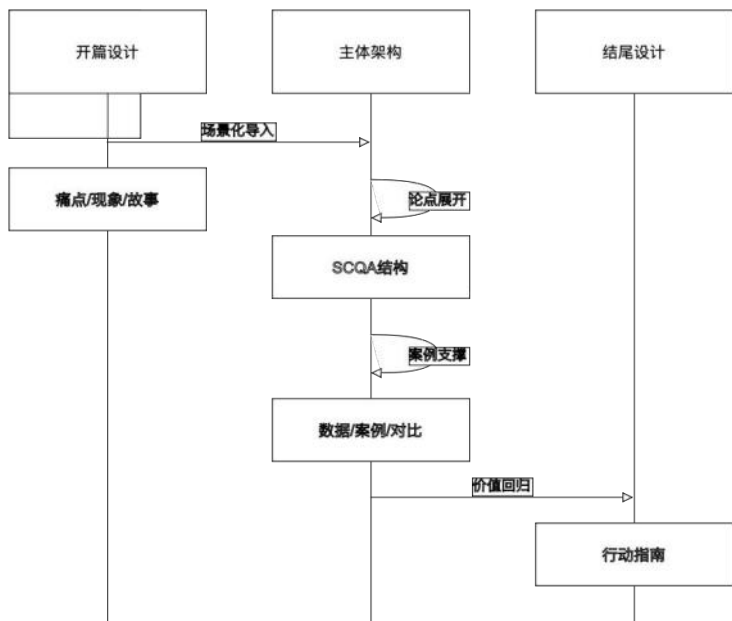 开篇设计
主体架构
结尾设计
场景化导入
痛点/现象/故事
论点展开
SCQA结构
案例支撑
数据/案例/对比
价值回归
行动指南